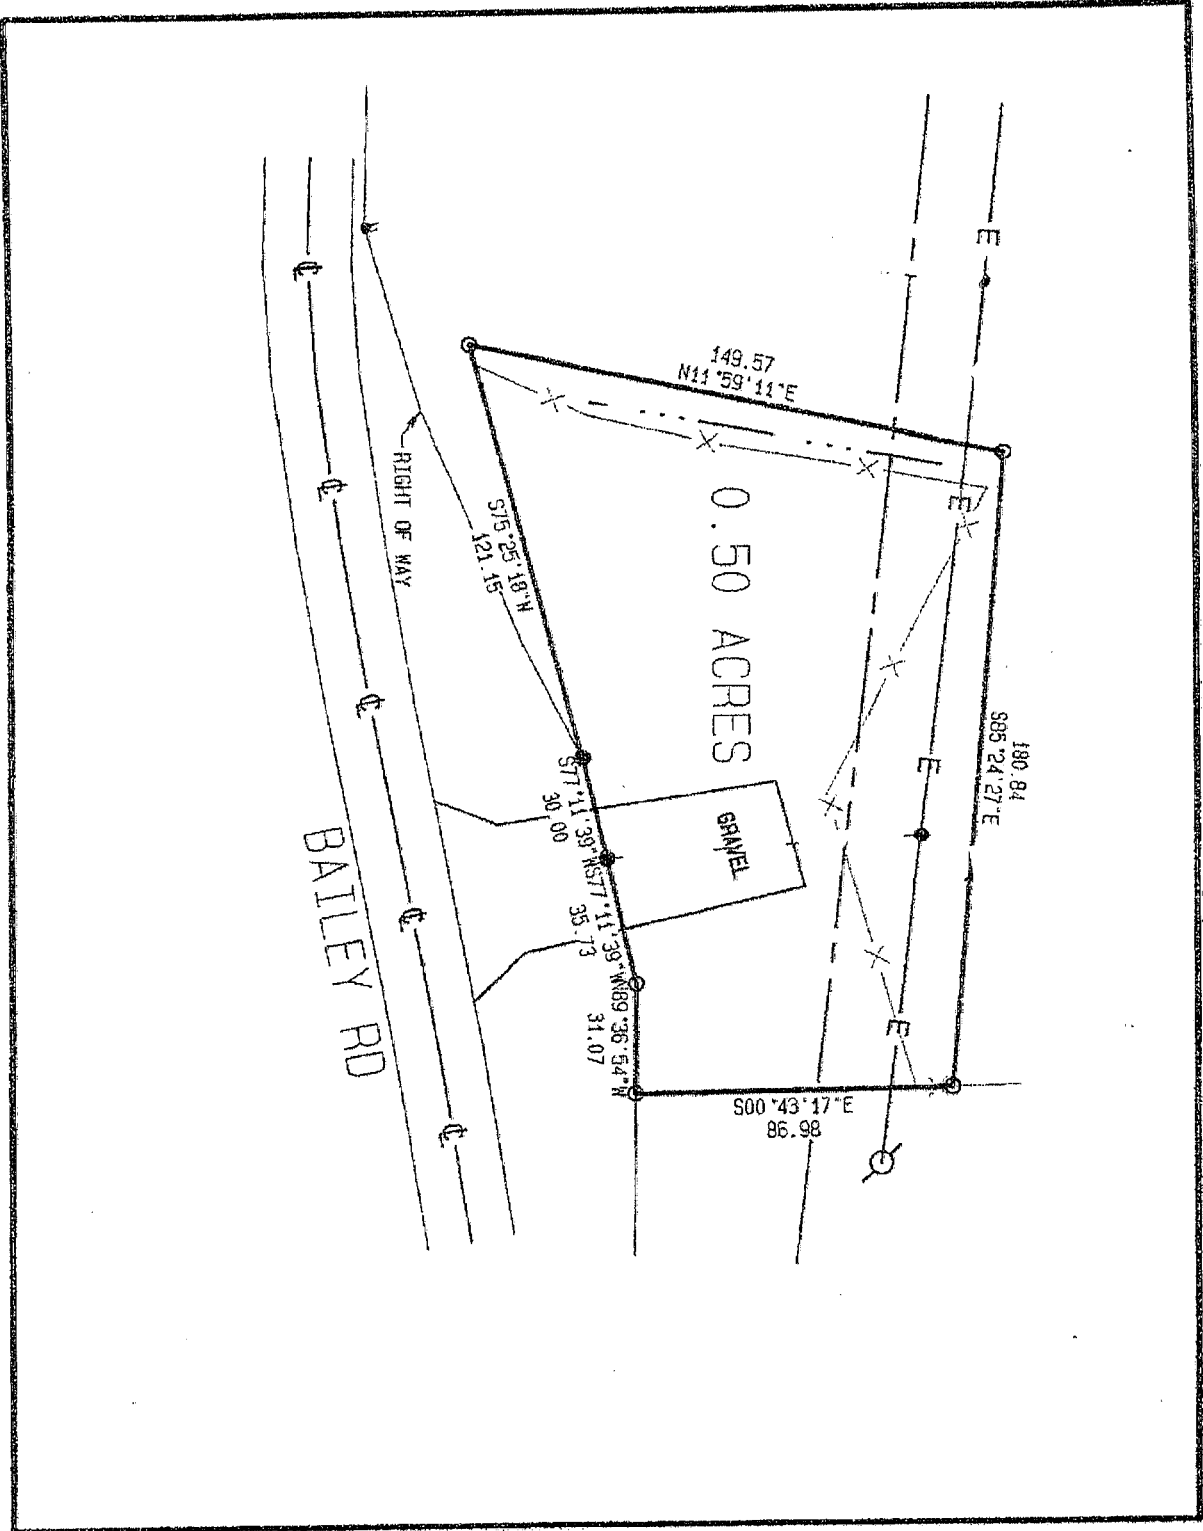 149.57
N11°59'11"E
E
E
E
E
180.84
S85°24'27"E
0.50 ACRES
GRAVEL
S75°25'18"W
121.15
RIGHT OF WAY
S77°11'39"W
30.00
S77°11'39"W
35.73
N89°36'54"W
31.07
S00°43'17"E
86.98
℄
℄
℄
℄
℄
BAILEY RD